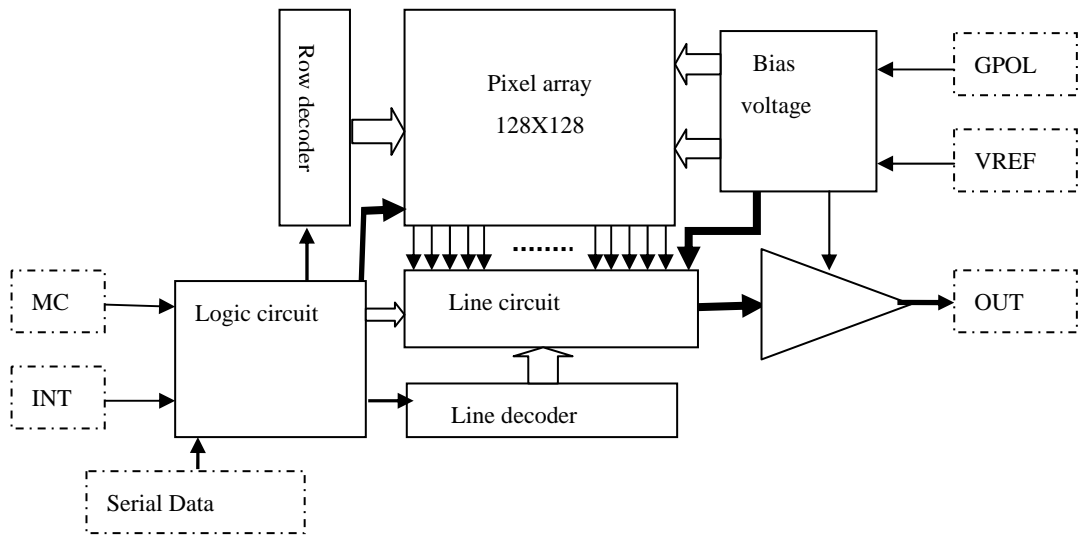 Row decoder
Pixel array
128X128
Bias
voltage
GPOL
VREF
MC
INT
Logic circuit
Line circuit
OUT
Line decoder
Serial Data